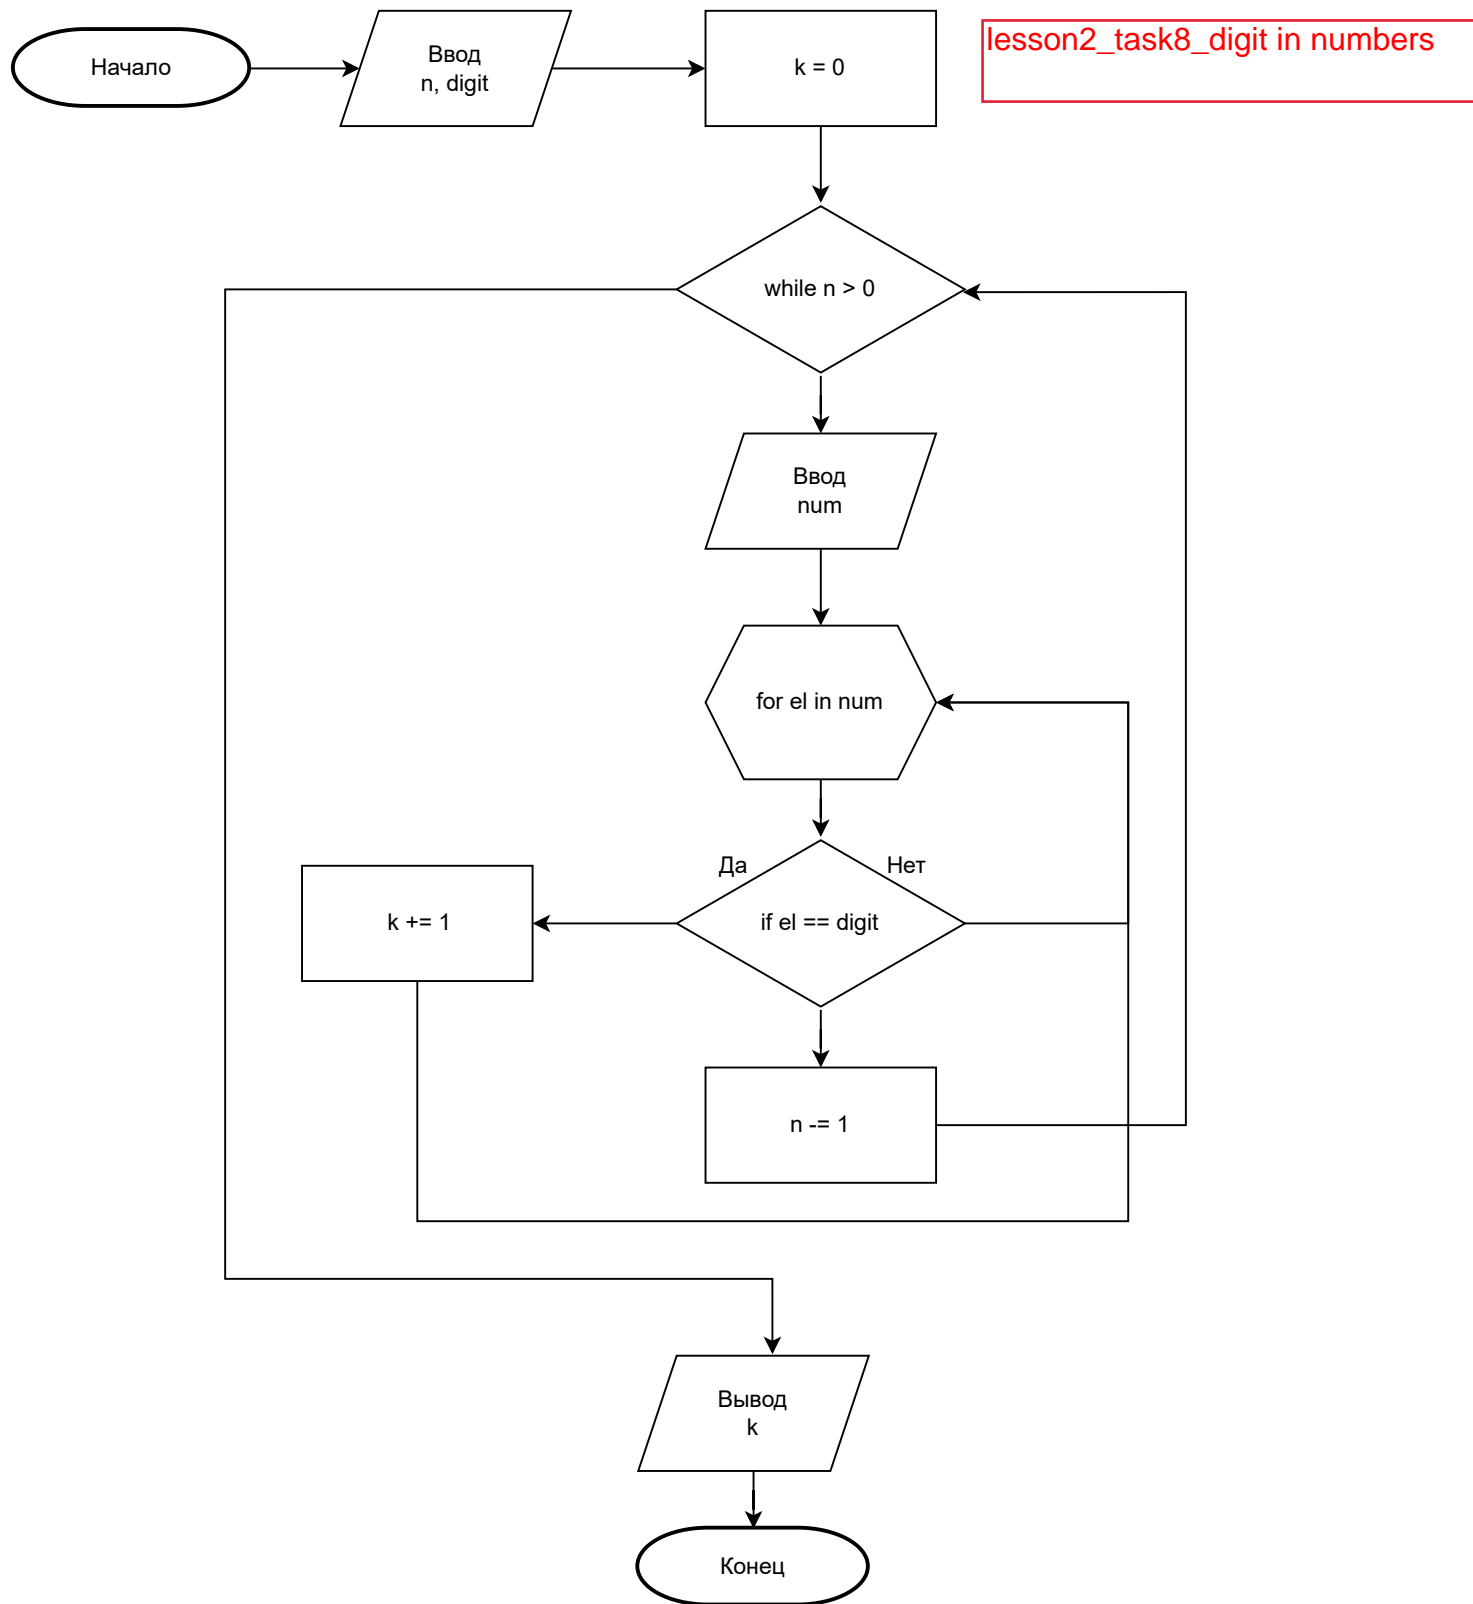 Начало
Ввод
n, digit
k = 0
lesson2_task8_digit in numbers
while n > 0
Ввод
num
for el in num
Да
Нет
k += 1
if el == digit
n -= 1
Вывод
k
Конец